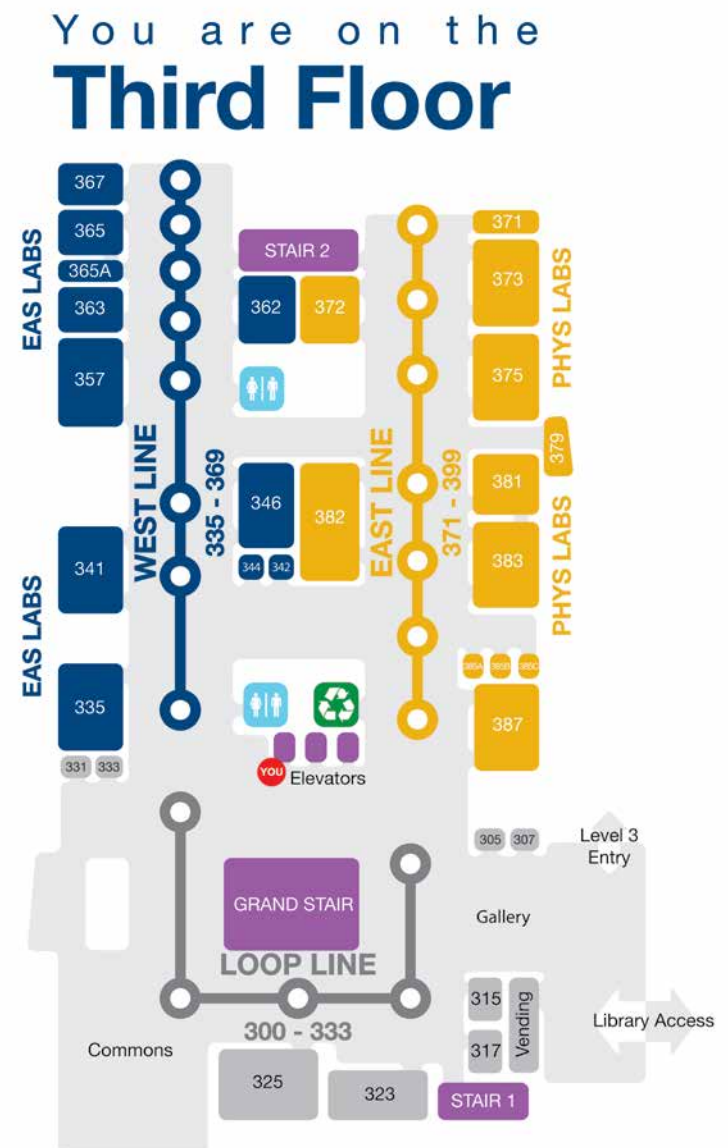 You are on the
Third Floor
367
365
365A
363
357
EAS LABS
STAIR 2
362
372
371
373
375
PHYS LABS
379
381
383
PHYS LABS
WEST LINE
335 - 369
346
382
344
342
EAST LINE
371 - 399
341
335
EAS LABS
331
333
385A
385B
385C
387
YOU
Elevators
305
307
Level 3
Entry
GRAND STAIR
Gallery
LOOP LINE
300 - 333
315
317
Vending
Library Access
Commons
325
323
STAIR 1